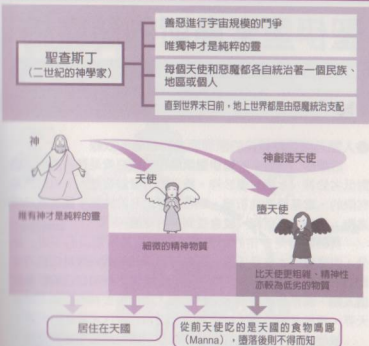 聖查斯丁
(二世紀的神學家)
善惡進行宇宙規模的鬥爭
唯獨神才是純粹的靈
每個天使和惡魔都各自統治著一個民族、
地區或個人
直到世界末日前，地上世界都是由惡魔統治支配
神
天使
神創造天使
墮天使
唯有神才是純粹的靈
細微的精神物質
比天使更粗糙、精神性
亦較為低劣的物質
居住在天國
從前天使吃的是天國的食物嗎哪
(Manna)，墮落後則不得而知